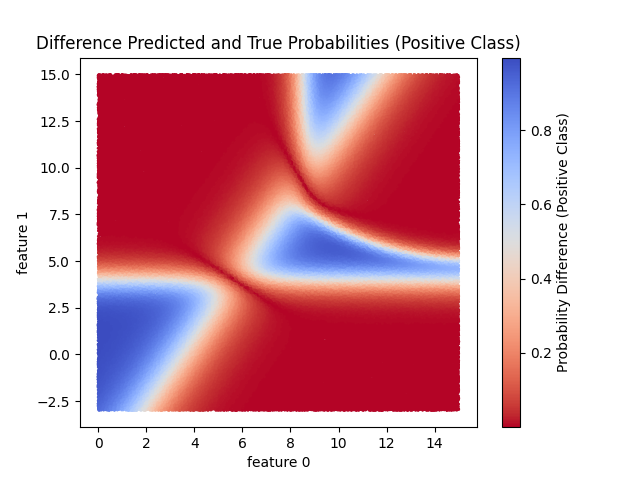 Difference Predicted and True Probabilities (Positive Class)
15.0
12.5
10.0
7.5
5.0
2.5
0.0
−2.5
feature 1
0 2 4 6 8 10 12 14
feature 0
0.8
0.6
0.4
0.2
Probability Difference (Positive Class)